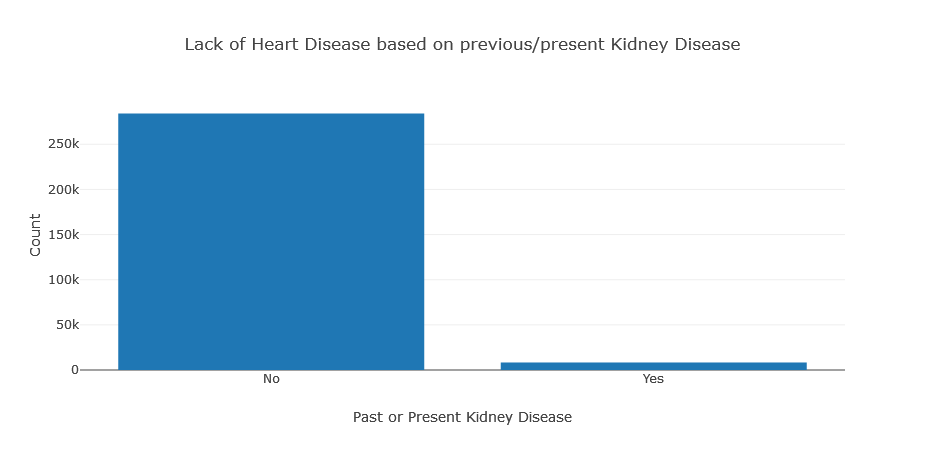 Lack of Heart Disease based on previous/present Kidney Disease
250k
200k
150k
100k
50k
0
Count
No
Yes
Past or Present Kidney Disease